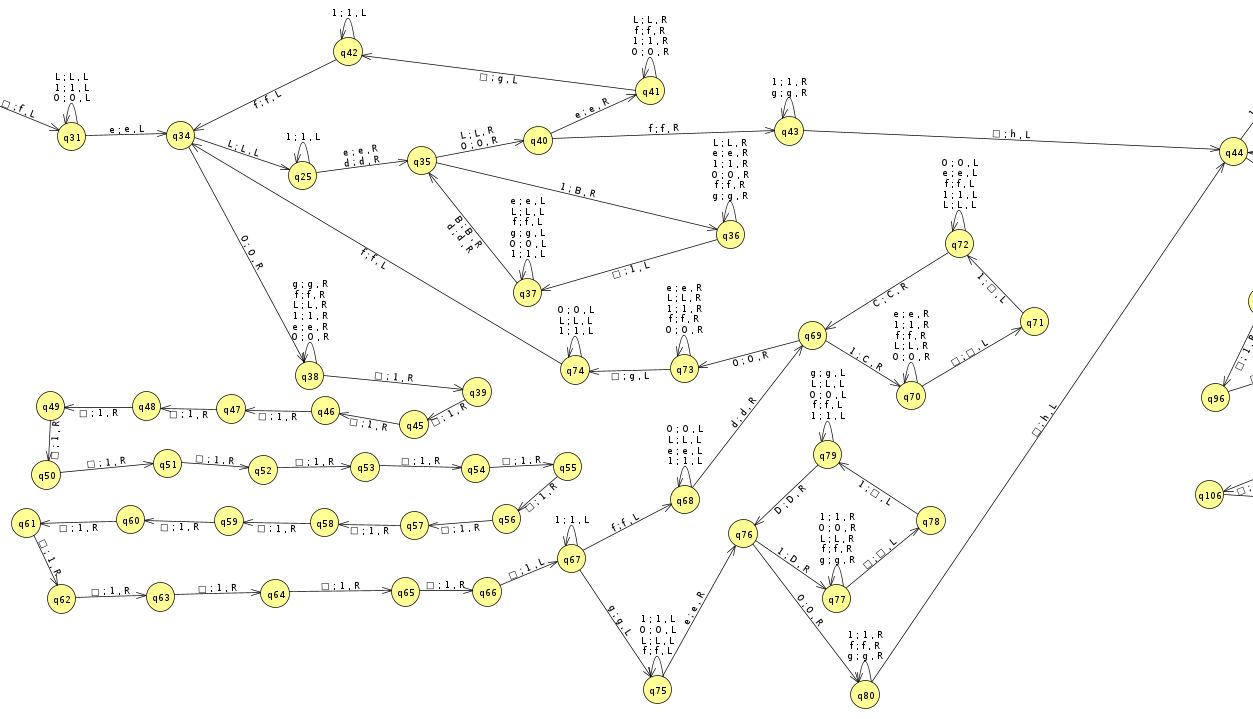 1 ; 1 , L
q42
L ; L , R
f ; f , R
1 ; 1 , R
0 ; 0 , R
q41
□ ; g , L
L ; L , L
1 ; 1 , L
0 ; 0 , L
□ ; f , L
q31
e ; e , L
q34
f ; f , L
L ; L , L
1 ; 1 , L
q25
e ; e , R
d ; d , R
q35
L ; L , R
0 ; 0 , R
q40
e ; e , R
f ; f , R
1 ; 1 , R
g ; g , R
q43
□ ; h , L
q44
L ; L , R
e ; e , R
1 ; 1 , R
0 ; 0 , R
f ; f , R
g ; g , R
q36
1 ; B , R
□ ; 1 , L
e ; e , L
L ; L , L
f ; f , L
g ; g , L
0 ; 0 , L
1 ; 1 , L
q37
B ; B , R
d ; d , R
0 ; 0 , L
e ; e , L
f ; f , L
1 ; 1 , L
L ; L , L
q72
C ; C , R
1 ; □ , L
q71
0 ; 0 , R
f ; f , L
g ; g , R
f ; f , R
L ; L , R
1 ; 1 , R
e ; e , R
0 ; 0 , R
q38
□ ; 1 , R
q39
0 ; 0 , L
L ; L , L
1 ; 1 , L
q74
□ ; g , L
e ; e , R
L ; L , R
1 ; 1 , R
f ; f , R
0 ; 0 , R
q73
0 ; 0 , R
q69
1 ; C , R
e ; e , R
1 ; 1 , R
f ; f , R
L ; L , R
0 ; 0 , R
q70
□ ; □ , L
q96
q49
□ ; 1 , R
q48
□ ; 1 , R
q47
□ ; 1 , R
q46
□ ; 1 , R
q45
□ ; 1 , R
□ ; 1 , R
q50
□ ; 1 , R
q51
□ ; 1 , R
q52
□ ; 1 , R
q53
□ ; 1 , R
q54
□ ; 1 , R
q55
□ ; 1 , R
d ; d , R
g ; g , L
L ; L , L
0 ; 0 , L
f ; f , L
1 ; 1 , L
q79
D ; D , R
1 ; □ , L
□ ; h , L
0 ; 0 , L
L ; L , L
e ; e , L
1 ; 1 , L
q68
f ; f , L
q106
q61
□ ; 1 , R
q60
□ ; 1 , R
q59
□ ; 1 , R
q58
□ ; 1 , R
q57
□ ; 1 , R
q56
1 ; 1 , L
q67
q76
1 ; D , R
1 ; 1 , R
0 ; 0 , R
L ; L , R
f ; f , R
g ; g , R
q77
□ ; □ , L
q78
□ ; 1 , R
q62
□ ; 1 , R
q63
□ ; 1 , R
q64
□ ; 1 , R
q65
□ ; 1 , R
q66
□ ; 1 , L
g ; g , L
e ; e , R
0 ; 0 , R
1 ; 1 , L
0 ; 0 , L
L ; L , L
f ; f , L
q75
1 ; 1 , R
f ; f , R
g ; g , R
q80